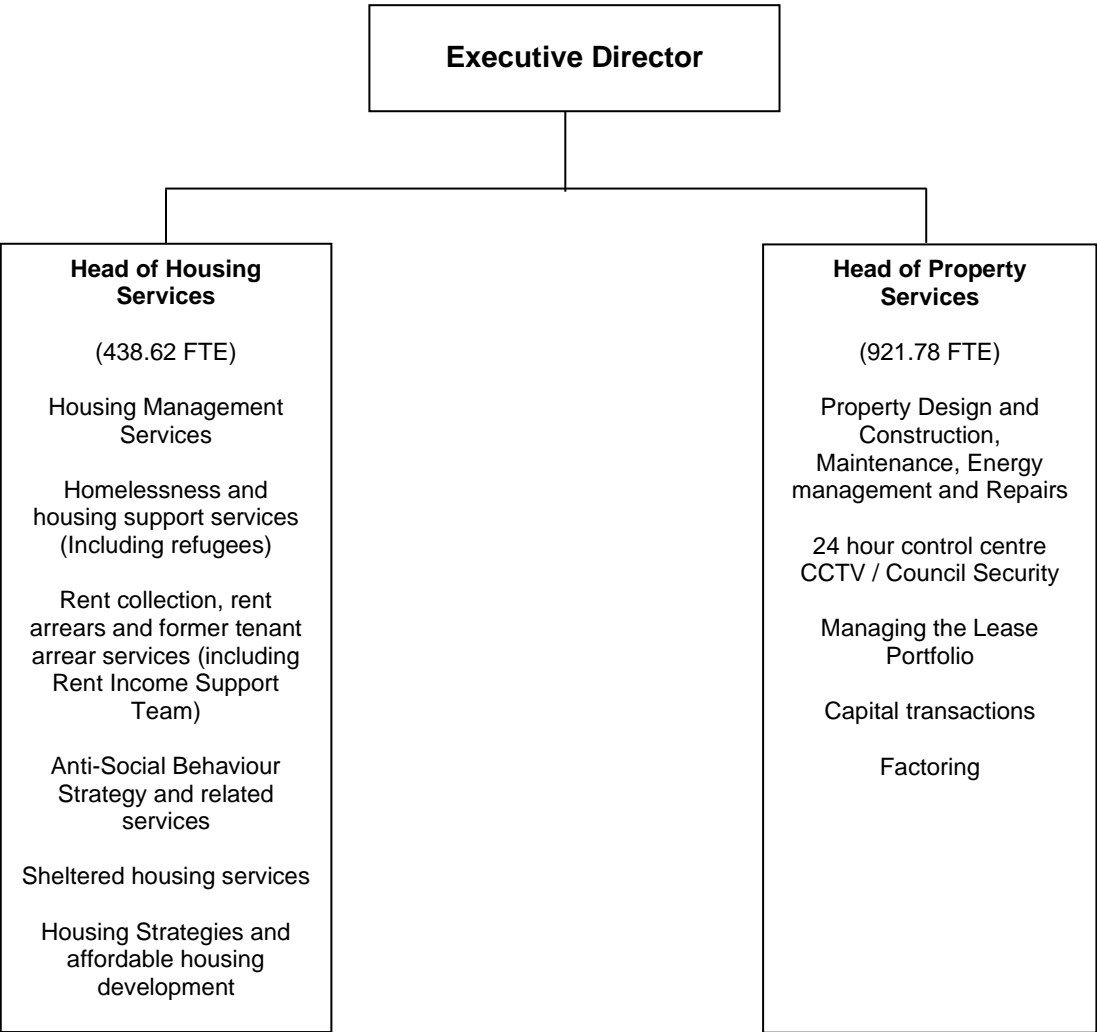 Executive Director
Head of Housing
Services
(438.62 FTE)
Housing Management
Services
Homelessness and
housing support services
(Including refugees)
Rent collection, rent
arrears and former tenant
arrear services (including
Rent Income Support
Team)
Anti-Social Behaviour
Strategy and related
services
Sheltered housing services
Housing Strategies and
affordable housing
development
Head of Property
Services
(921.78 FTE)
Property Design and
Construction,
Maintenance, Energy
management and Repairs
24 hour control centre
CCTV / Council Security
Managing the Lease
Portfolio
Capital transactions
Factoring